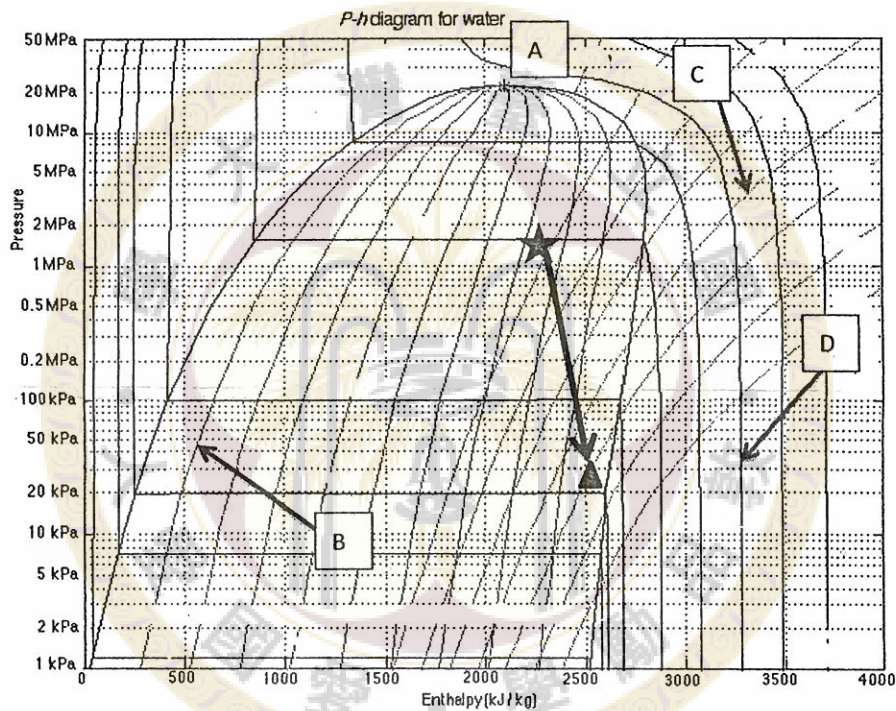 P-h diagram for water
50 MPa
20 MPa
10 MPa
5 MPa
2 MPa
1 MPa
0.5 MPa
0.2 MPa
100 kPa
50 kPa
20 kPa
10 kPa
5 kPa
2 kPa
1 kPa
Pressure
A
C
D
B
0 500 1000 1500 2000 2500 3000 3500 4000
Enthalpy (kJ/kg)